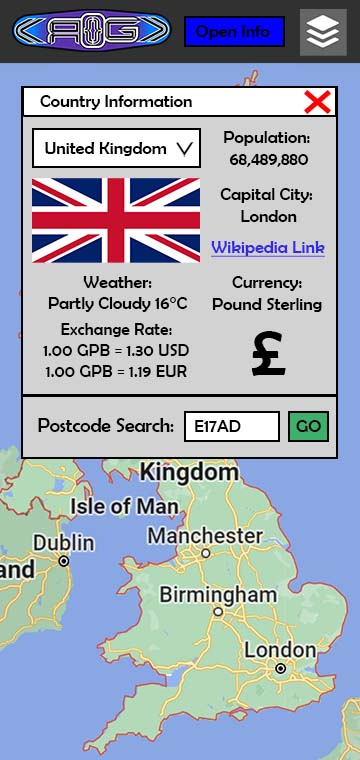 AOG
Open Info
Country Information
United Kingdom
Population:
68,489,880
Capital City:
London
Wikipedia Link
Weather:
Partly Cloudy 16°C
Currency:
Pound Sterling
£
Exchange Rate:
1.00 GPB = 1.30 USD
1.00 GPB = 1.19 EUR
Postcode Search:
E17AD
GO
Kingdom
Isle of Man
Dublin
Manchester
and
Birmingham
London